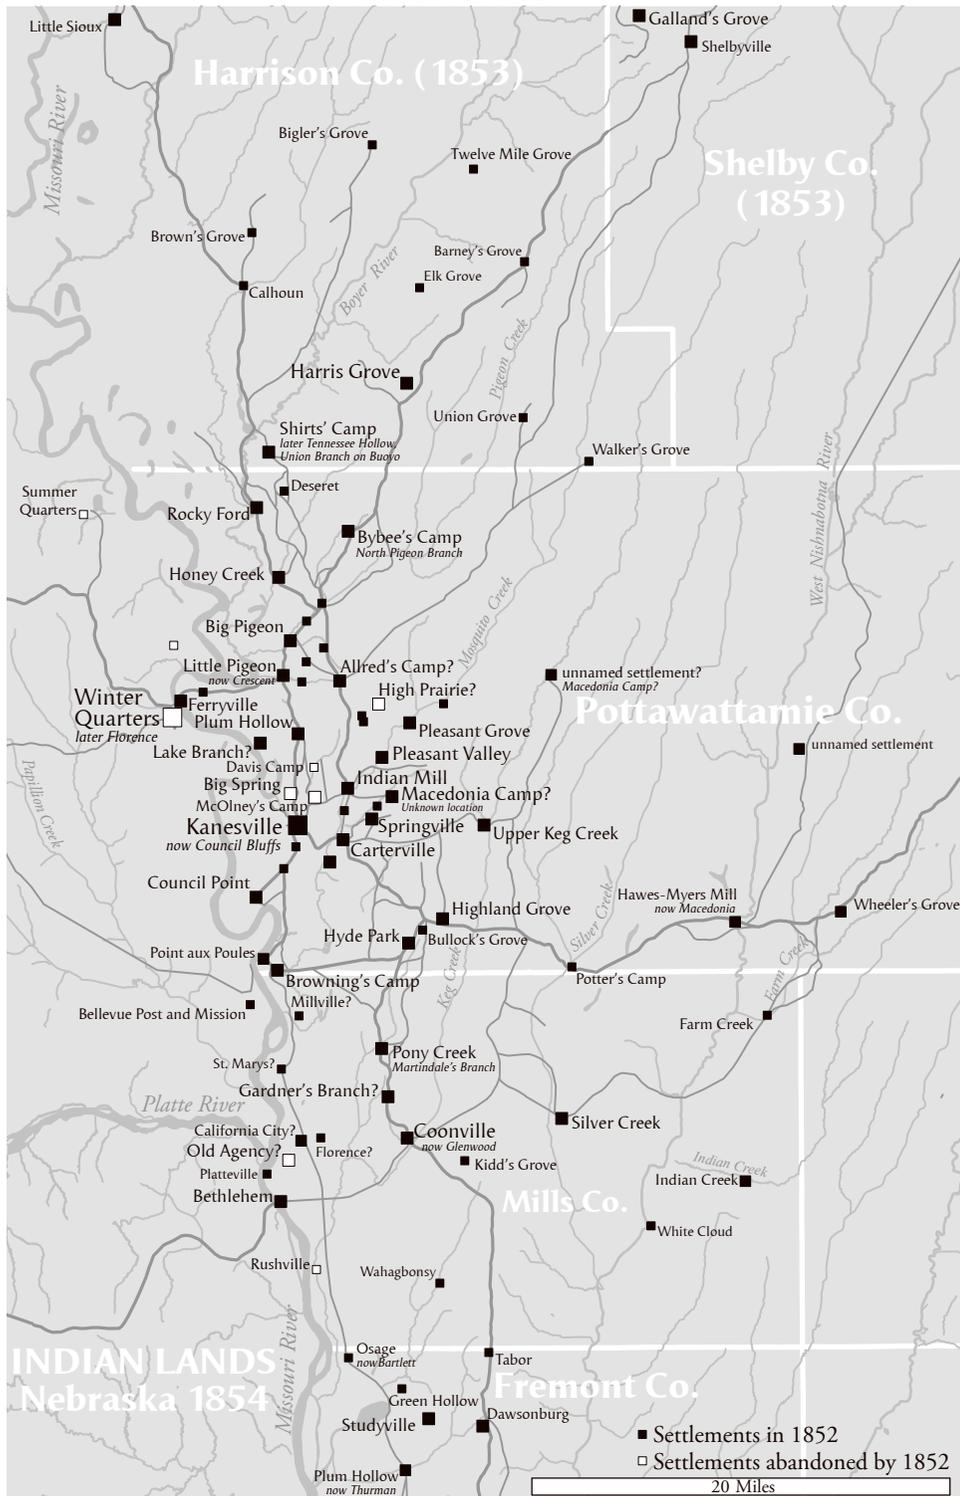 Little Sioux
Galland's Grove
Shelbyville
Harrison Co. (1853)
Missouri River
Bigler's Grove
Twelve Mile Grove
Shelby Co.
(1853)
Brown's Grove
Barney's Grove
Boyer River
Elk Grove
Calhoun
Pigeon Creek
Harris Grove
Union Grove
Shirts' Camp
later Tennessee Hollow,
Union Branch on Buoyo
Walker's Grove
West Nishnabotna River
Summer
Quarters
Deseret
Rocky Ford
Bybee's Camp
North Pigeon Branch
Honey Creek
Mosquito Creek
Big Pigeon
Little Pigeon
now Crescent
Allred's Camp?
unnamed settlement?
Macedonia Camp?
High Prairie?
Winter
Quarters
later Florence
Ferryville
Plum Hollow
Pottawattamie Co.
Pleasant Grove
Lake Branch?
unnamed settlement
Pleasant Valley
Davis Camp
Papillion Creek
Big Spring
Indian Mill
McOlney's Camp
Macedonia Camp?
Unknown location
Kanesville
now Council Bluffs
Springville
Upper Keg Creek
Carterville
Council Point
Silver Creek
Hawes-Myers Mill
now Macedonia
Wheeler's Grove
Highland Grove
Hyde Park
Bullock's Grove
Point aux Poules
Keg Creek
Farm Creek
Browning's Camp
Potter's Camp
Millville?
Bellevue Post and Mission
Farm Creek
Pony Creek
Martindale's Branch
St. Marys?
Gardner's Branch?
Platte River
Silver Creek
California City?
Coonville
now Glenwood
Old Agency?
Florence?
Kidd's Grove
Indian Creek
Platteville
Indian Creek
Bethlehem
Mills Co.
White Cloud
Rushville
Wahagbonsy
Missouri River
Osage
nowBartlett
Tabor
INDIAN LANDS
Nebraska 1854
Fremont Co.
Green Hollow
Studyville
Dawsonburg
Settlements in 1852
Settlements abandoned by 1852
Plum Hollow
now Thurman
20 Miles